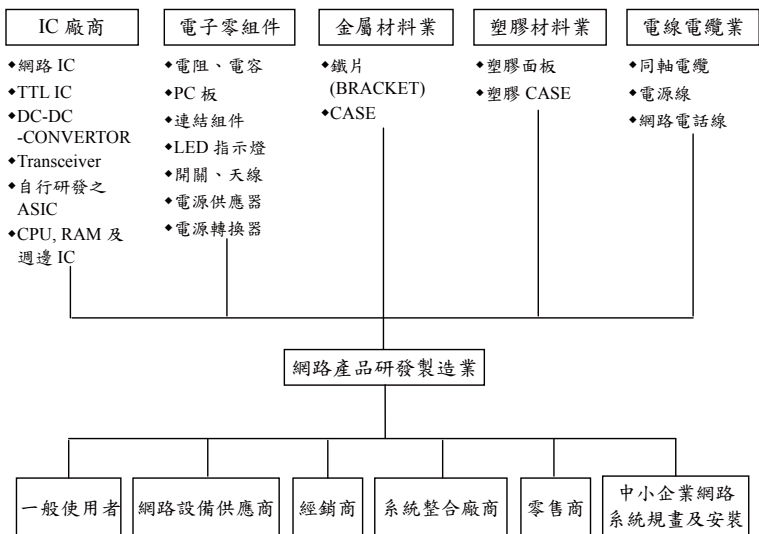 IC 廠商
◆網路 IC
◆TTL IC
◆DC-DC
-CONVERTOR
◆Transceiver
◆自行研發之
ASIC
◆CPU, RAM 及
週邊 IC
電子零組件
◆電阻、電容
◆PC 板
◆連結組件
◆LED 指示燈
◆開關、天線
◆電源供應器
◆電源轉換器
金屬材料業
◆鐵片
(BRACKET)
◆CASE
塑膠材料業
◆塑膠面板
◆塑膠 CASE
電線電纜業
◆同軸電纜
◆電源線
◆網路電話線
網路產品研發製造業
一般使用者
網路設備供應商
經銷商
系統整合廠商
零售商
中小企業網路
系統規畫及安裝